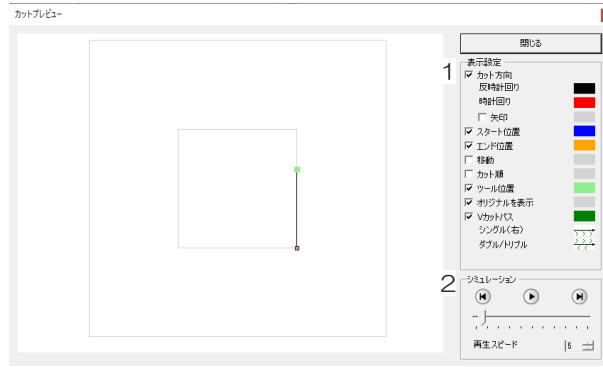 カットプレビュー
閉じる
1
表示設定
カット方向
反時計回り
時計回り
矢印
スタート位置
エンド位置
移動
カット順
ツール位置
オリジナルを表示
Vカットパス
シングル(右)
ダブル/トリプル
2
シミュレーション
再生スピード
5